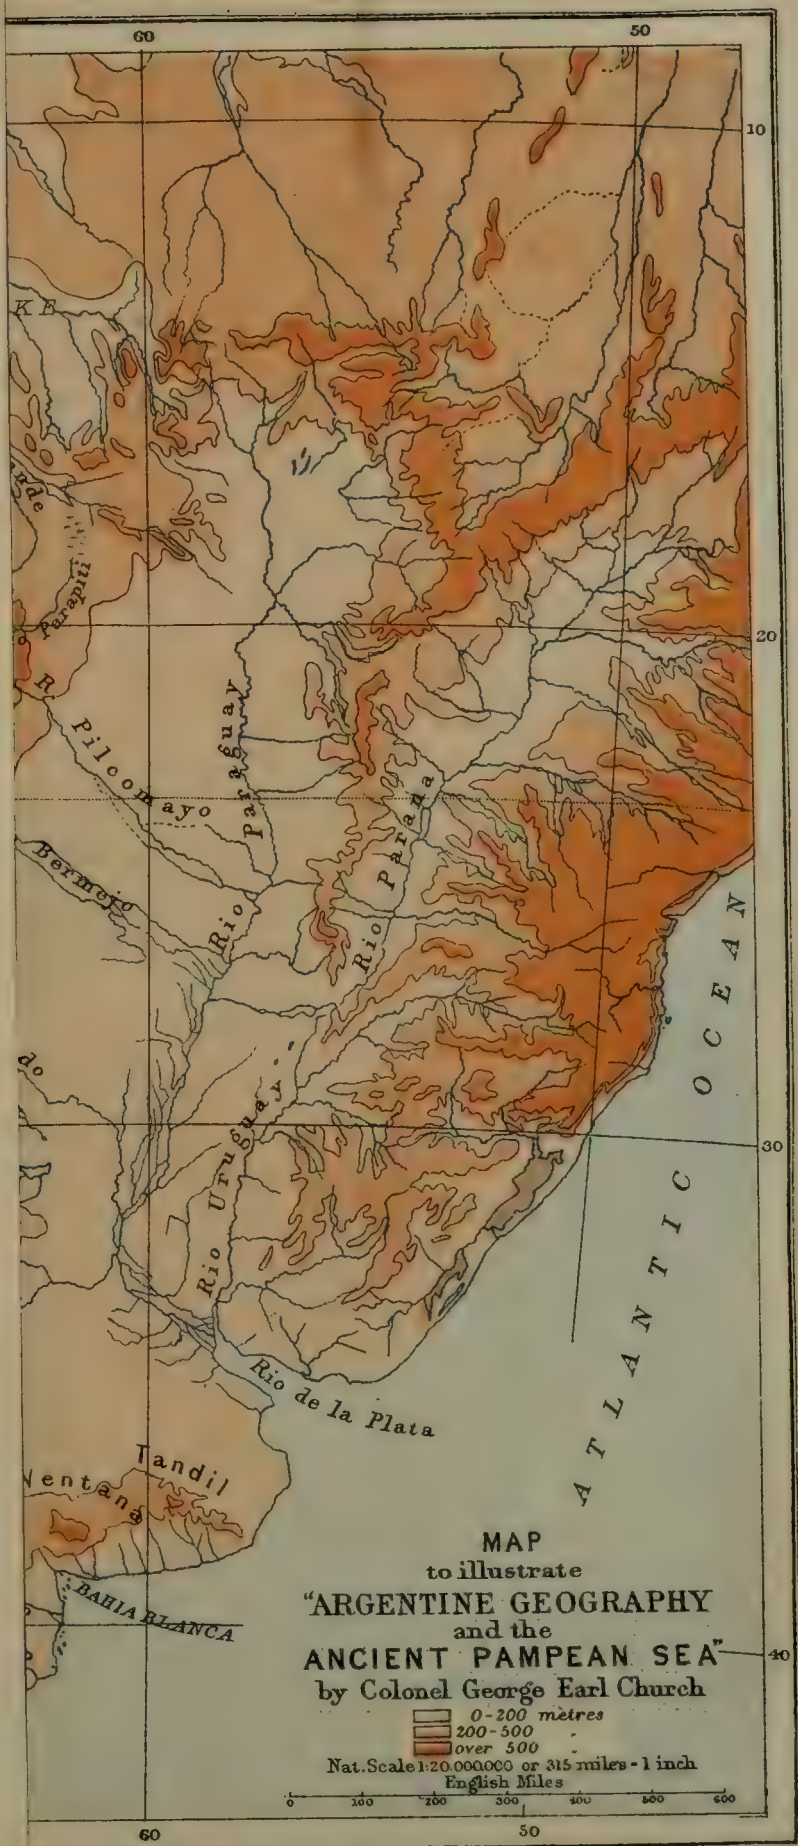 60 50
10
KE
ande
Parapiti
20
R. Pilcomayo
Paraguay
Rio
Parana
Rio
Bermejo
OCEAN
do
Rio Uruguay
30
ATLANTIC
Rio de la Plata
Tandil
Ventana
BAHIA BLANCA
MAP
to illustrate
"ARGENTINE GEOGRAPHY
and the
ANCIENT PAMPEAN SEA"
40
by Colonel George Earl Church
0-200 mètres
200-500 "
over 500 "
Nat. Scale 1:20.000.000 or 315 miles - 1 inch
English Miles
0 100 200 300 400 500 600
60 50